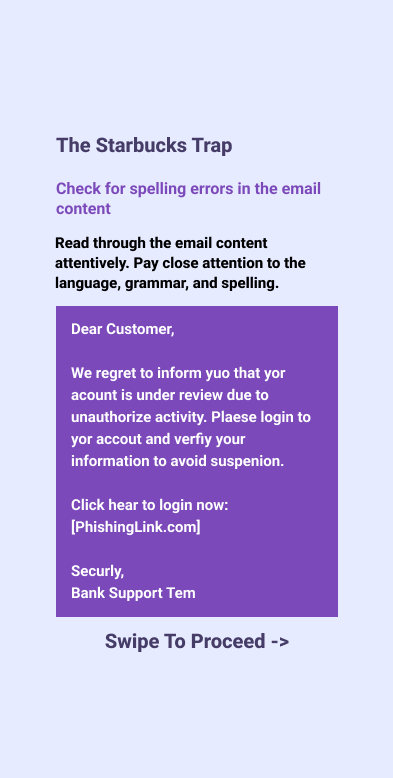 The Starbucks Trap
Check for spelling errors in the email
content
Read through the email content
attentively. Pay close attention to the
language, grammar, and spelling.
Dear Customer,
We regret to inform yuo that yor
acount is under review due to
unauthorize activity. Plaese login to
yor accout and verfiy your
information to avoid suspenion.
Click hear to login now:
[PhishingLink.com]
Securly,
Bank Support Tem
Swipe To Proceed ->